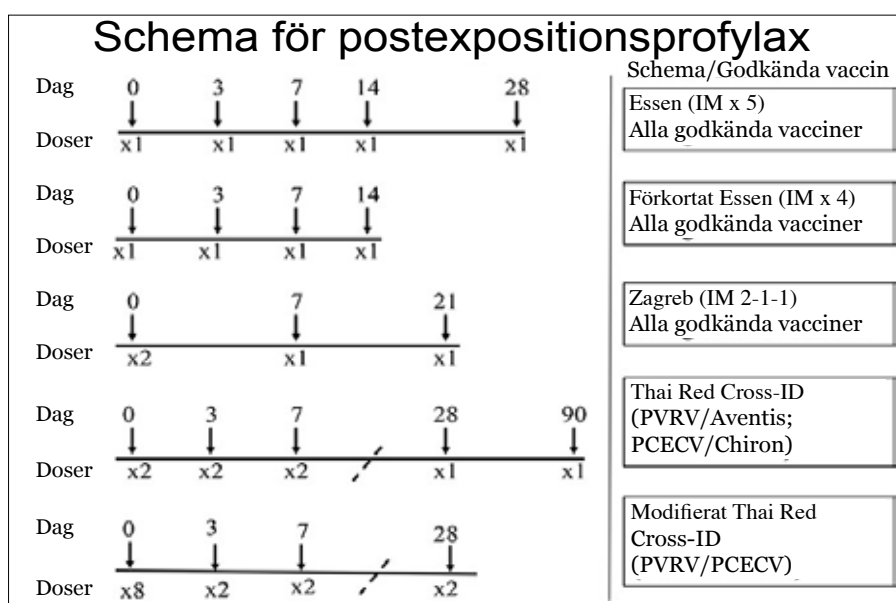 Schema för postexpositionsprofylax
Schema/Godkända vaccin
Dag 0 3 7 14 28
Doser x1 x1 x1 x1 x1
Essen (IM x 5)
Alla godkända vacciner
Dag 0 3 7 14
Doser x1 x1 x1 x1
Förkortat Essen (IM x 4)
Alla godkända vacciner
Dag 0 7 21
Doser x2 x1 x1
Zagreb (IM 2-1-1)
Alla godkända vacciner
Dag 0 3 7 28 90
Doser x2 x2 x2 x1 x1
Thai Red Cross-ID
(PVRV/Aventis;
PCECV/Chiron)
Dag 0 3 7 28
Doser x8 x2 x2 x2
Modifierat Thai Red
Cross-ID
(PVRV/PCECV)